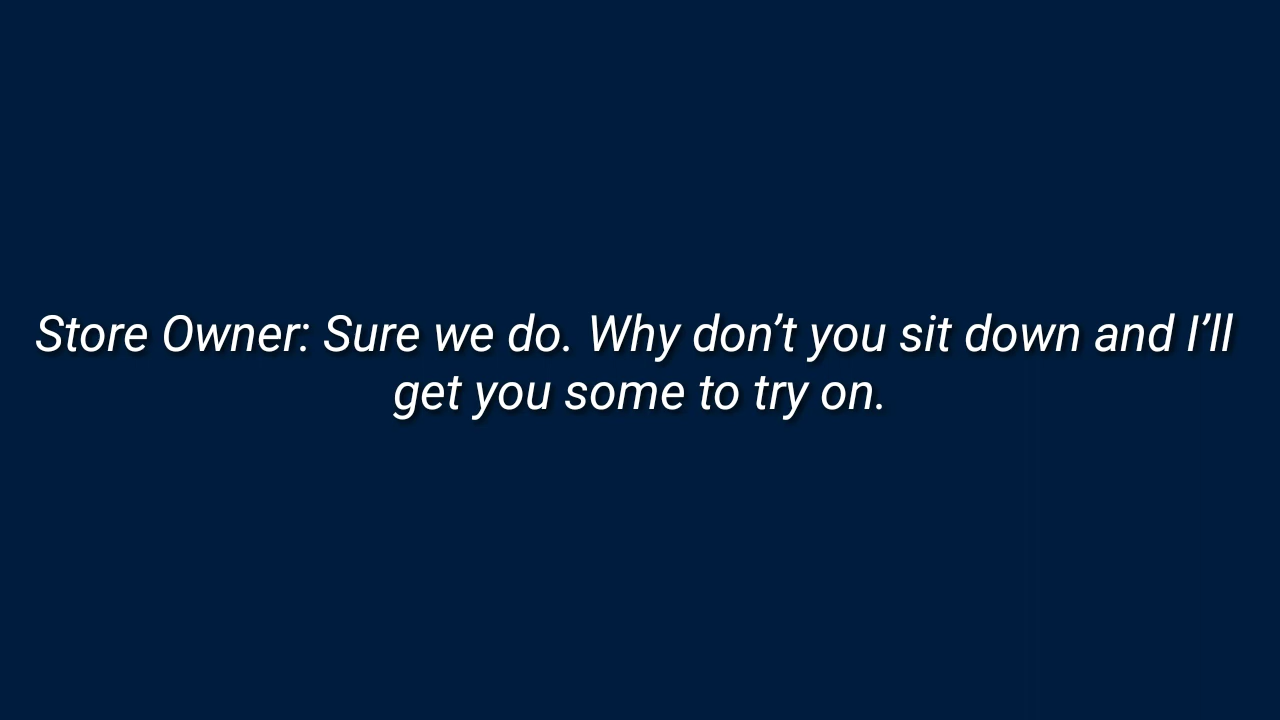 Store Owner: Sure we do. Why don’t you sit down and I’ll
get you some to try on.